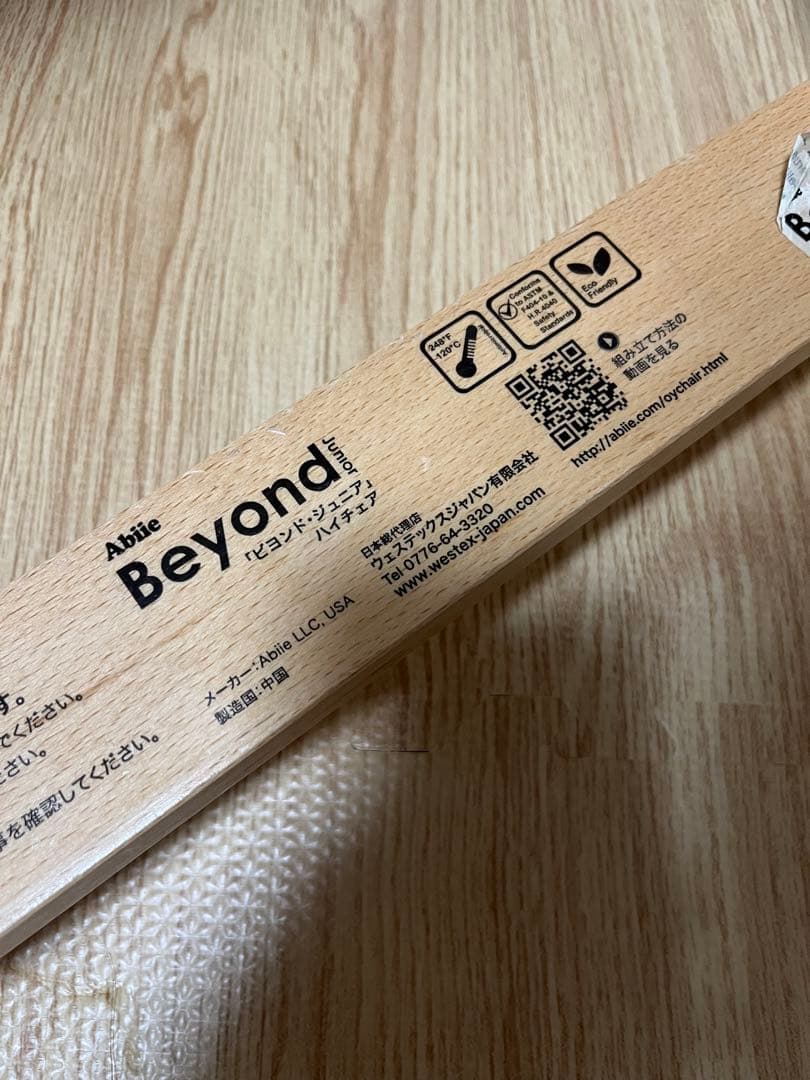 Abiie
Beyond Junior
「ビヨンド・ジュニア」
ハイチェア
メーカー:Abiie LLC, USA
製造国:中国
日本総代理店
ウェステックスジャパン有限会社
Tel 0776-64-3320
www.westex-japan.com
248°F
-120°C
Conforms
to ASTM-
F404-10 &
H.R.4040
Safety
Standards
Eco-
Friendly
組み立て方法の
動画を見る
http://abiie.com/oychair.html
す。
でください。
ださい。
を確認してください。
B